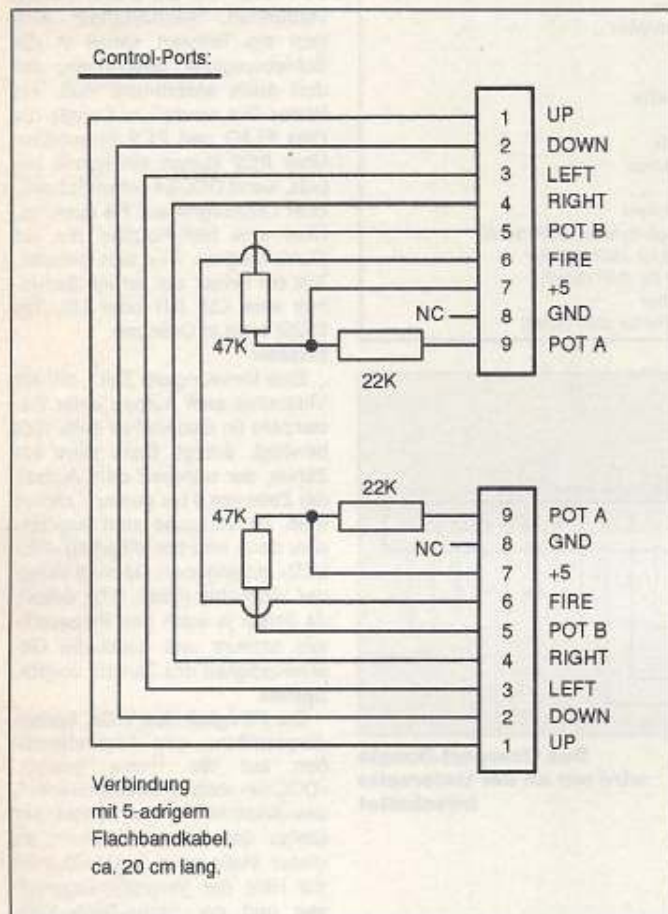 Control-Ports:
1 UP
2 DOWN
3 LEFT
4 RIGHT
5 POT B
6 FIRE
7 +5
NC 8 GND
47K
9 POT A
22K
22K
47K
9 POT A
NC 8 GND
7 +5
6 FIRE
5 POT B
4 RIGHT
3 LEFT
2 DOWN
1 UP
Verbindung
mit 5-adrigem
Flachbandkabel,
ca. 20 cm lang.